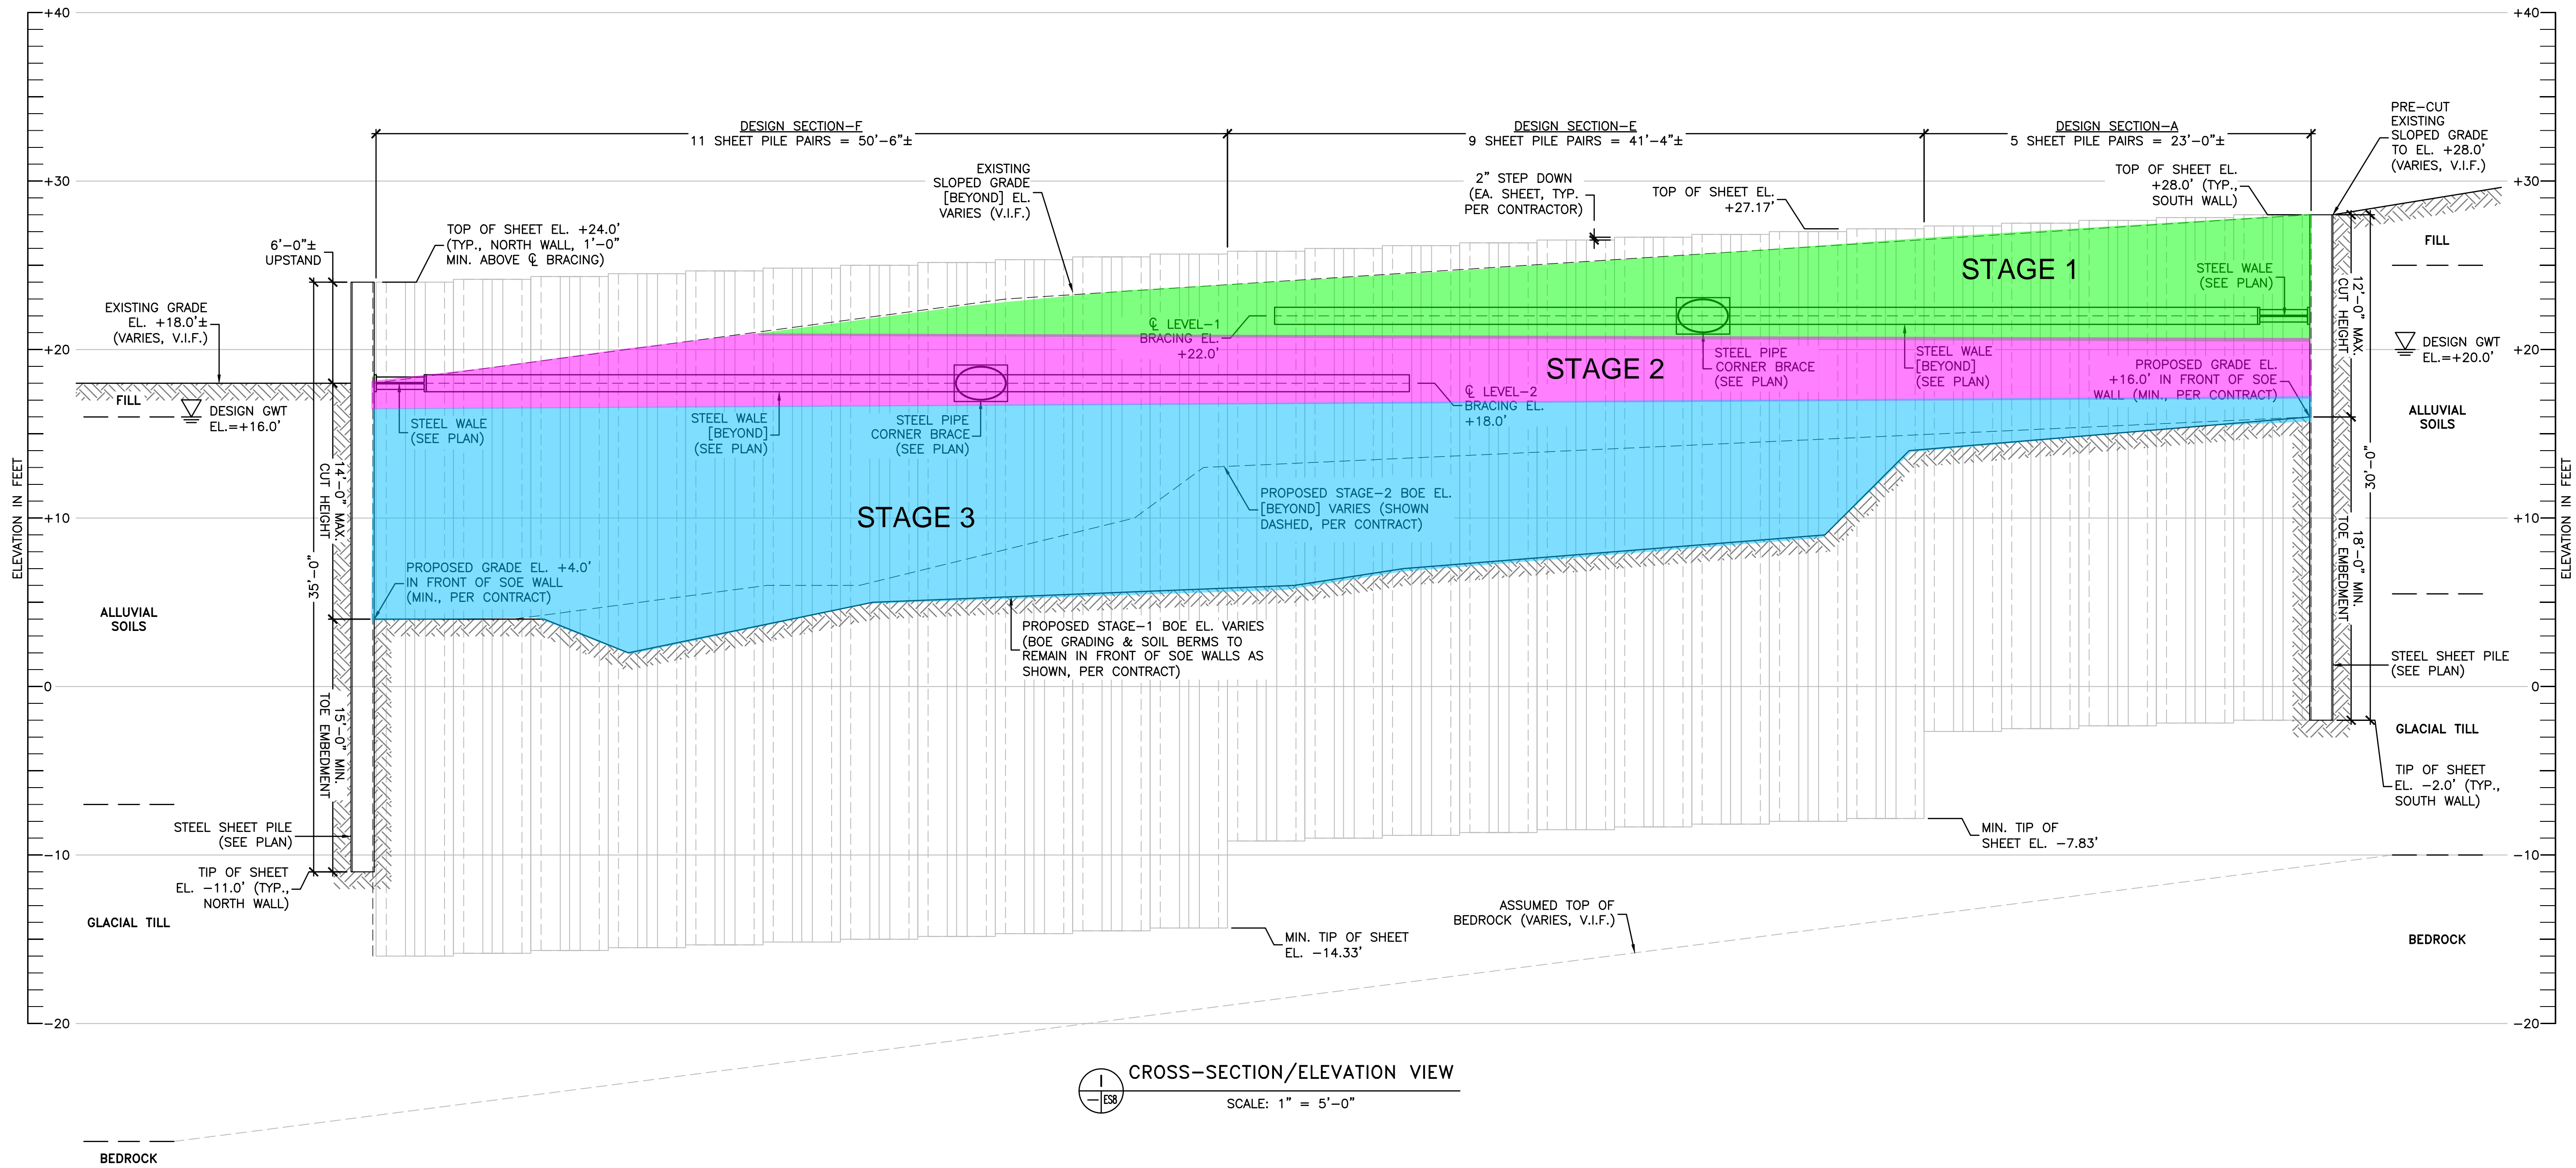 +40
+40
PRE-CUT
EXISTING
SLOPED GRADE
TO EL. +28.0'
(VARIES, V.I.F.)
DESIGN SECTION-F
11 SHEET PILE PAIRS = 50'-6"±
DESIGN SECTION-E
9 SHEET PILE PAIRS = 41'-4"±
DESIGN SECTION-A
5 SHEET PILE PAIRS = 23'-0"±
+30
+30
EXISTING
SLOPED GRADE
[BEYOND] EL.
VARIES (V.I.F.)
2" STEP DOWN
(EA. SHEET, TYP.
PER CONTRACTOR)
TOP OF SHEET EL.
+27.17'
TOP OF SHEET EL.
+28.0' (TYP.,
SOUTH WALL)
6'-0"±
UPSTAND
TOP OF SHEET EL. +24.0'
(TYP., NORTH WALL, 1'-0"
MIN. ABOVE ℄ BRACING)
FILL
STAGE 1
STEEL WALE
(SEE PLAN)
12'-0" MAX.
CUT HEIGHT
EXISTING GRADE
EL. +18.0'±
(VARIES, V.I.F.)
+20
+20
℄ LEVEL-1
BRACING EL.
+22.0'
DESIGN GWT
EL.=+20.0'
STAGE 2
STEEL PIPE
CORNER BRACE
(SEE PLAN)
STEEL WALE
[BEYOND]
(SEE PLAN)
PROPOSED GRADE EL.
+16.0' IN FRONT OF SOE
WALL (MIN., PER CONTRACT)
FILL
DESIGN GWT
EL.=+16.0'
STEEL WALE
(SEE PLAN)
STEEL WALE
[BEYOND]
(SEE PLAN)
STEEL PIPE
CORNER BRACE
(SEE PLAN)
℄ LEVEL-2
BRACING EL.
+18.0'
ALLUVIAL
SOILS
14'-0" MAX.
CUT HEIGHT
ELEVATION IN FEET
ELEVATION IN FEET
30'-0"
+10
+10
STAGE 3
PROPOSED STAGE-2 BOE EL.
[BEYOND] VARIES (SHOWN
DASHED, PER CONTRACT)
35'-0"
18'-0" MIN.
TOE EMBEDMENT
PROPOSED GRADE EL. +4.0'
IN FRONT OF SOE WALL
(MIN., PER CONTRACT)
ALLUVIAL
SOILS
PROPOSED STAGE-1 BOE EL. VARIES
(BOE GRADING & SOIL BERMS TO
REMAIN IN FRONT OF SOE WALLS AS
SHOWN, PER CONTRACT)
STEEL SHEET PILE
(SEE PLAN)
0
0
15'-0" MIN.
TOE EMBEDMENT
GLACIAL TILL
TIP OF SHEET
EL. -2.0' (TYP.,
SOUTH WALL)
STEEL SHEET PILE
(SEE PLAN)
MIN. TIP OF
SHEET EL. -7.83'
-10
-10
TIP OF SHEET
EL. -11.0' (TYP.,
NORTH WALL)
GLACIAL TILL
ASSUMED TOP OF
BEDROCK (VARIES, V.I.F.)
MIN. TIP OF SHEET
EL. -14.33'
BEDROCK
-20
-20
1
— ES8
CROSS-SECTION/ELEVATION VIEW
SCALE: 1" = 5'-0"
BEDROCK